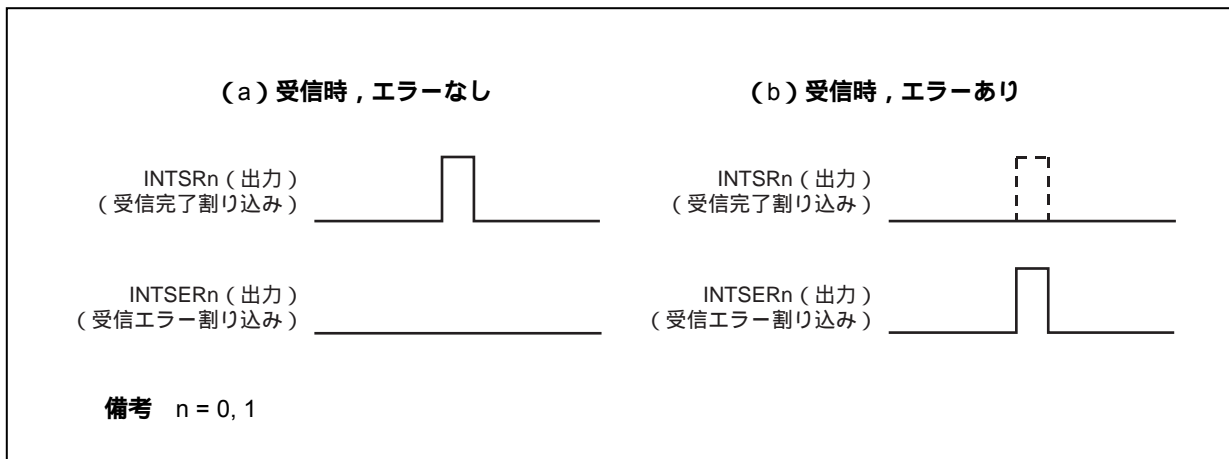 (a)受信時，エラーなし
INTSRn（出力）
（受信完了割り込み）
INTSERn（出力）
（受信エラー割り込み）
(b)受信時，エラーあり
INTSRn（出力）
（受信完了割り込み）
INTSERn（出力）
（受信エラー割り込み）
備考 n = 0, 1